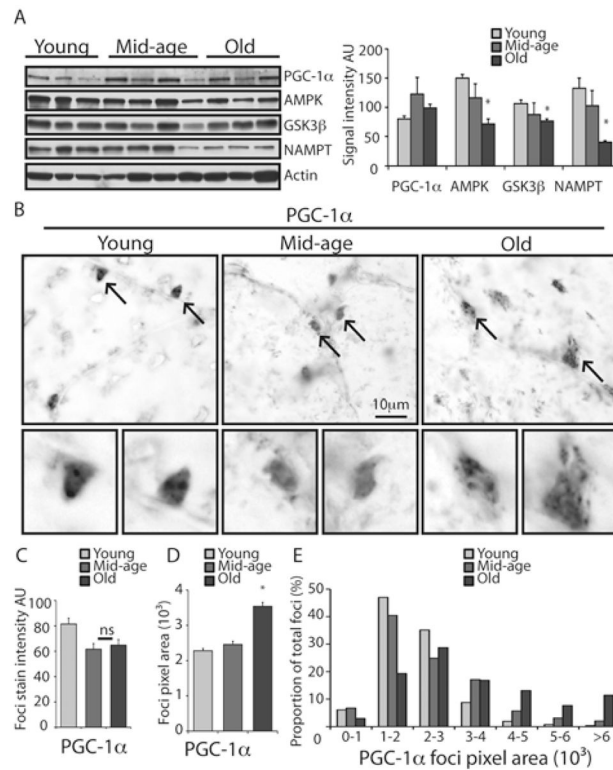 A
Young Mid-age Old
PGC-1α
AMPK
GSK3β
NAMPT
Actin
Young
Mid-age
Old
Signal intensity AU
200
150
100
50
0
* * *
PGC-1α AMPK GSK3β NAMPT
B
PGC-1α
Young Mid-age Old
10μm
C
Young
Mid-age
Old
Foci stain intensity AU
100
80
60
40
20
0
ns
PGC-1α
D
Young
Mid-age
Old
Foci pixel area (10³)
4
3
2
1
0
*
PGC-1α
E
Young
Mid-age
Old
Proportion of total foci (%)
50
40
30
20
10
0
0-1 1-2 2-3 3-4 4-5 5-6 >6
PGC-1α foci pixel area (10³)